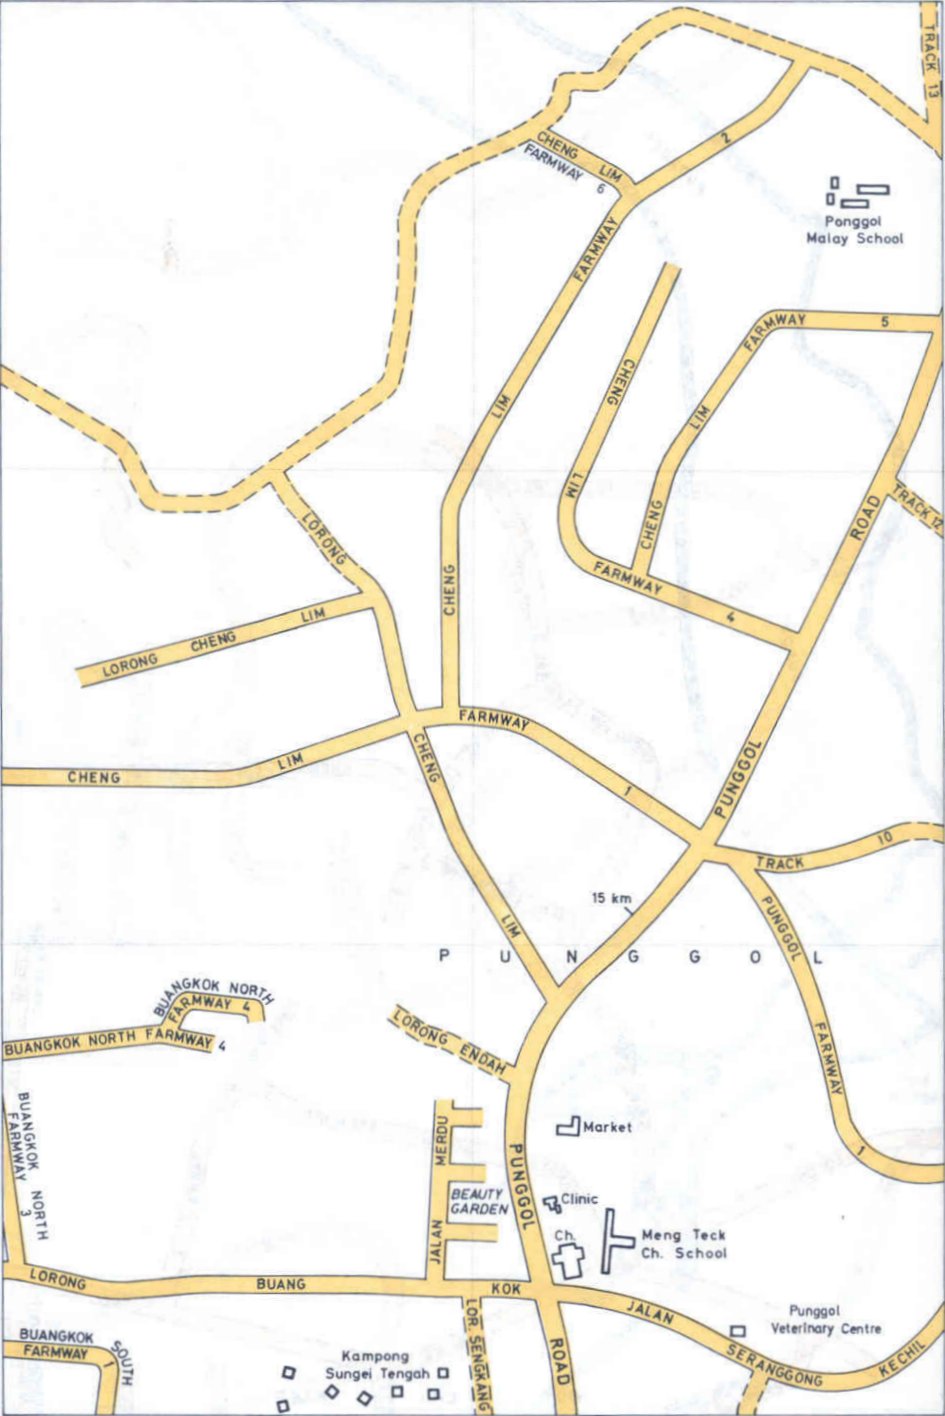 TRACK 13
CHENG LIM
FARMWAY 6
2
Ponggol
Malay School
CHENG LIM FARMWAY
CHENG LIM FARMWAY 4
CHENG LIM FARMWAY 5
TRACK 12
PUNGGOL ROAD
LORONG
LORONG CHENG LIM
CHENG LIM FARMWAY 1
CHENG LIM
TRACK 10
15 km
PUNGGOL
PUNGGOL FARMWAY 1
BUANGKOK NORTH
FARMWAY 4
BUANGKOK NORTH FARMWAY 4
LORONG ENDAH
BUANGKOK NORTH
FARMWAY 3
JALAN MERDU
BEAUTY
GARDEN
PUNGGOL ROAD
Market
Clinic
Ch.
Meng Teck
Ch. School
LORONG BUANG KOK
JALAN SERANGGONG KECHIL
Punggol
Veterinary Centre
BUANGKOK SOUTH
FARMWAY 1
LOR. SENGKANG
Kampong
Sungei Tengah